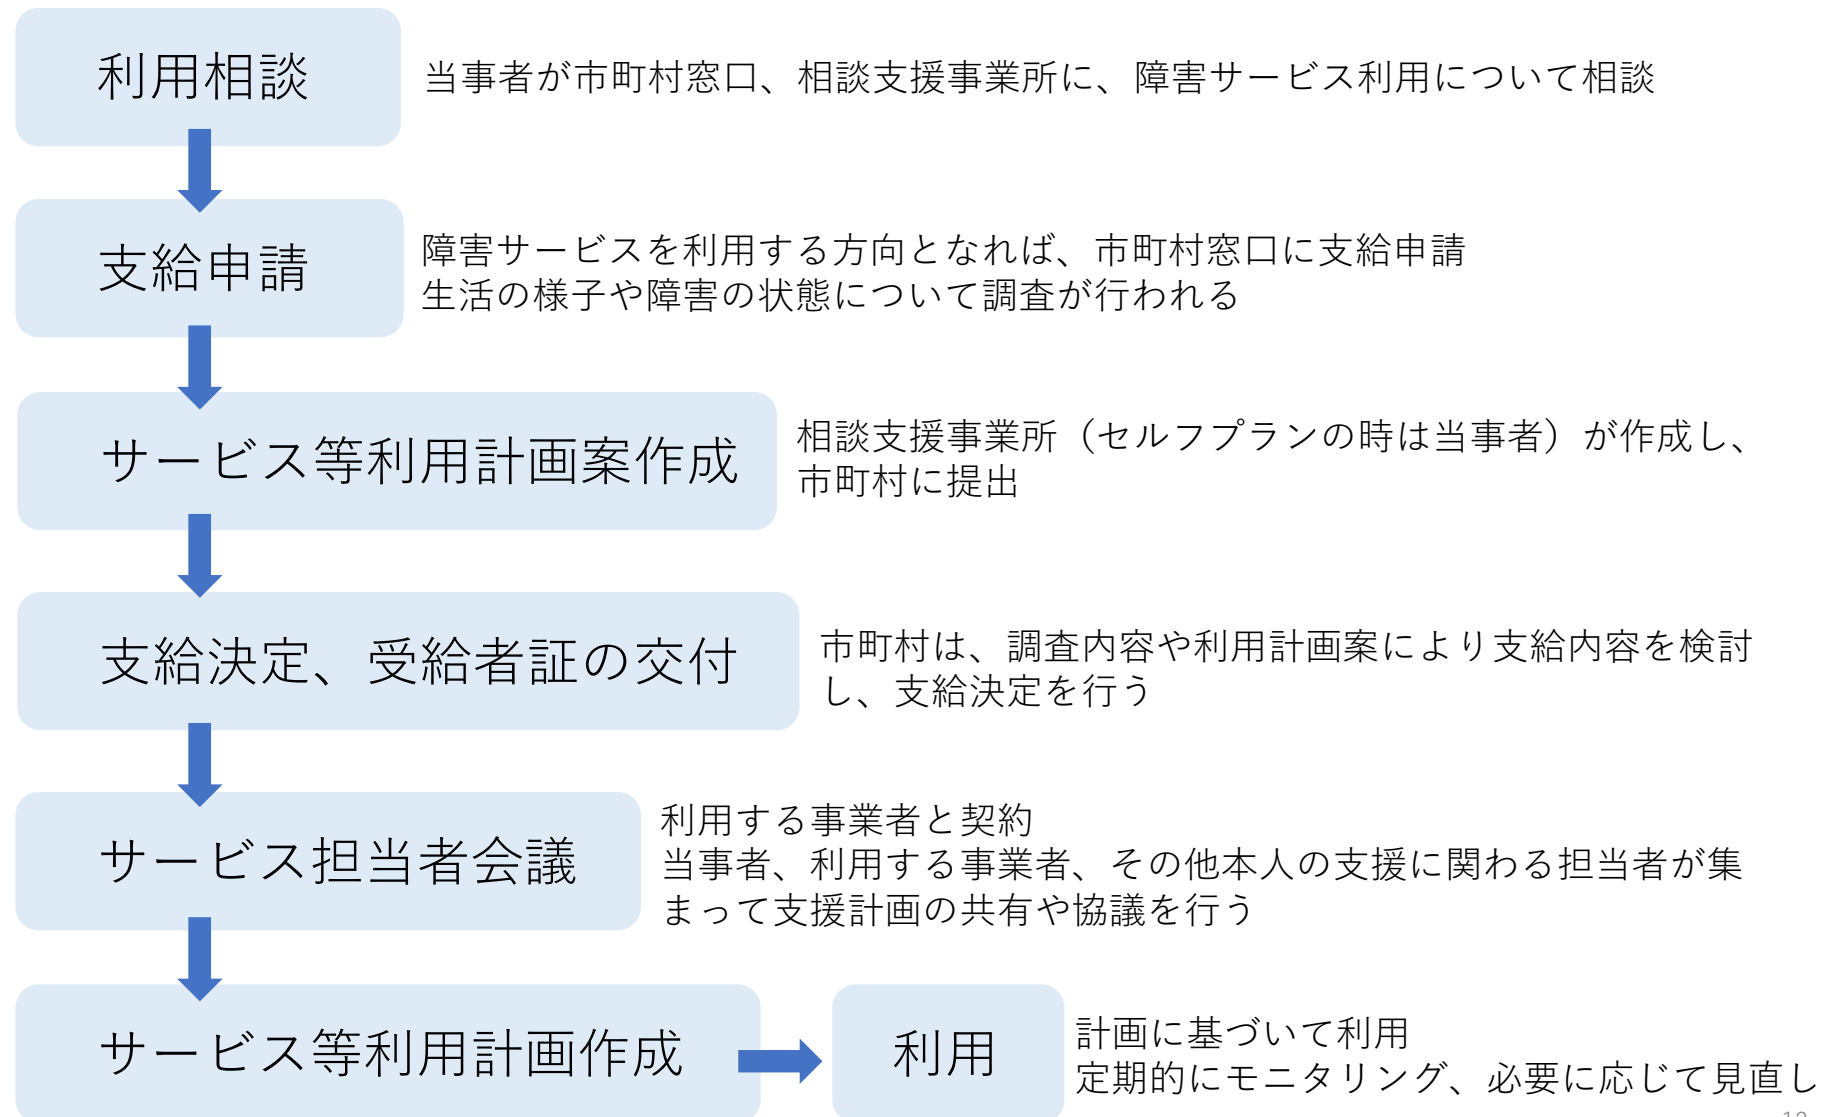 利用相談
当事者が市町村窓口、相談支援事業所に、障害サービス利用について相談
支給申請
障害サービスを利用する方向となれば、市町村窓口に支給申請
生活の様子や障害の状態について調査が行われる
サービス等利用計画案作成
相談支援事業所（セルフプランの時は当事者）が作成し、
市町村に提出
支給決定、受給者証の交付
市町村は、調査内容や利用計画案により支給内容を検討
し、支給決定を行う
サービス担当者会議
利用する事業者と契約
当事者、利用する事業者、その他本人の支援に関わる担当者が集
まって支援計画の共有や協議を行う
サービス等利用計画作成
利用
計画に基づいて利用
定期的にモニタリング、必要に応じて見直し